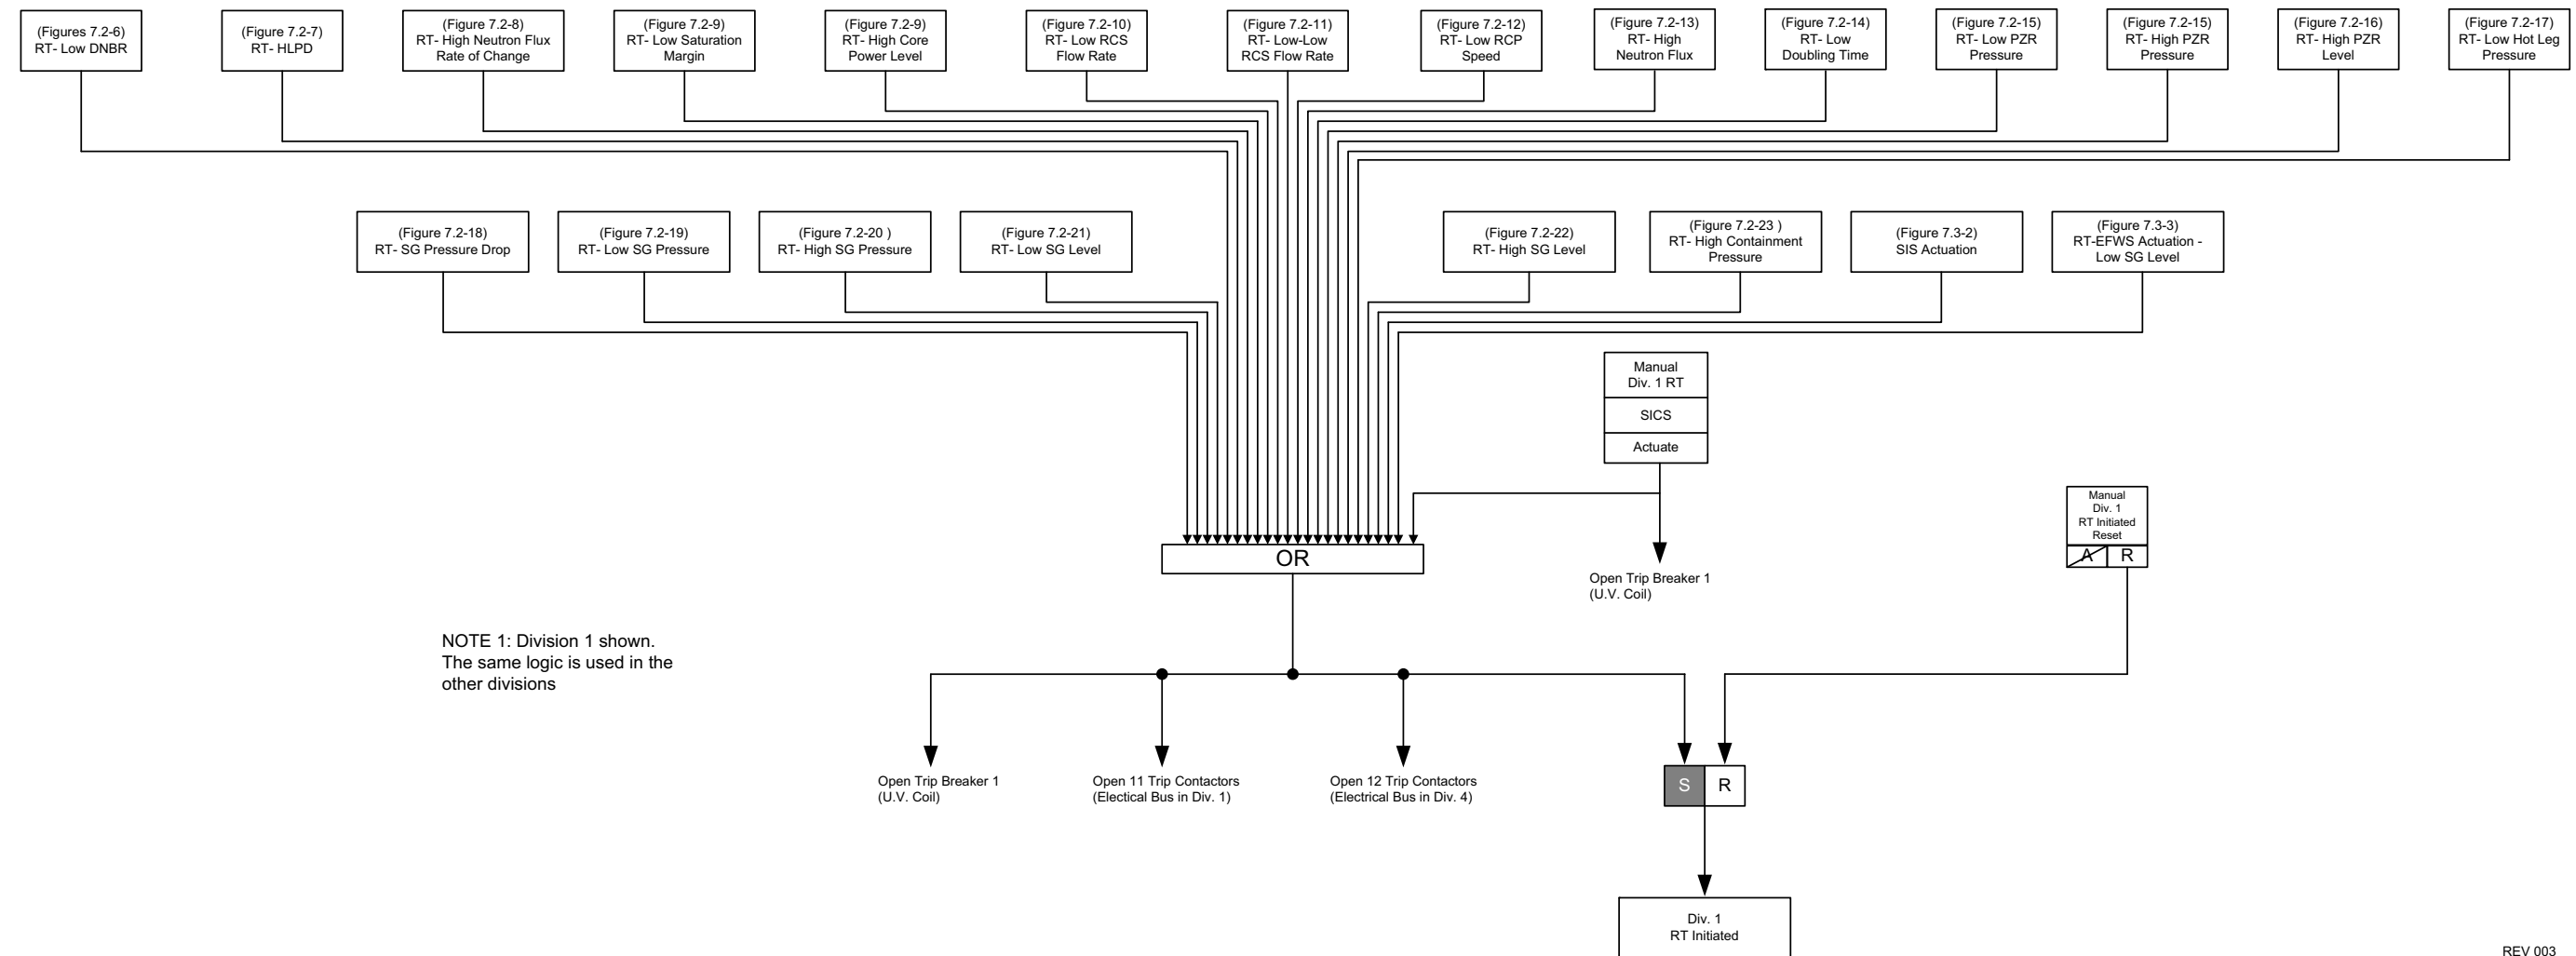 (Figures 7.2-6)
RT- Low DNBR
(Figure 7.2-7)
RT- HLPD
(Figure 7.2-8)
RT- High Neutron Flux
Rate of Change
(Figure 7.2-9)
RT- Low Saturation
Margin
(Figure 7.2-9)
RT- High Core
Power Level
(Figure 7.2-10)
RT- Low RCS
Flow Rate
(Figure 7.2-11)
RT- Low-Low
RCS Flow Rate
(Figure 7.2-12)
RT- Low RCP
Speed
(Figure 7.2-13)
RT- High
Neutron Flux
(Figure 7.2-14)
RT- Low
Doubling Time
(Figure 7.2-15)
RT- Low PZR
Pressure
(Figure 7.2-15)
RT- High PZR
Pressure
(Figure 7.2-16)
RT- High PZR
Level
(Figure 7.2-17)
RT- Low Hot Leg
Pressure
(Figure 7.2-18)
RT- SG Pressure Drop
(Figure 7.2-19)
RT- Low SG Pressure
(Figure 7.2-20 )
RT- High SG Pressure
(Figure 7.2-21)
RT- Low SG Level
(Figure 7.2-22)
RT- High SG Level
(Figure 7.2-23 )
RT- High Containment
Pressure
(Figure 7.3-2)
SIS Actuation
(Figure 7.3-3)
RT-EFWS Actuation -
Low SG Level
Manual
Div. 1 RT
SICS
Actuate
Manual
Div. 1
RT Initiated
Reset
A R
OR
Open Trip Breaker 1
(U.V. Coil)
NOTE 1: Division 1 shown.
The same logic is used in the
other divisions
Open Trip Breaker 1
(U.V. Coil)
Open 11 Trip Contactors
(Electical Bus in Div. 1)
Open 12 Trip Contactors
(Electrical Bus in Div. 4)
S R
Div. 1
RT Initiated
REV 003